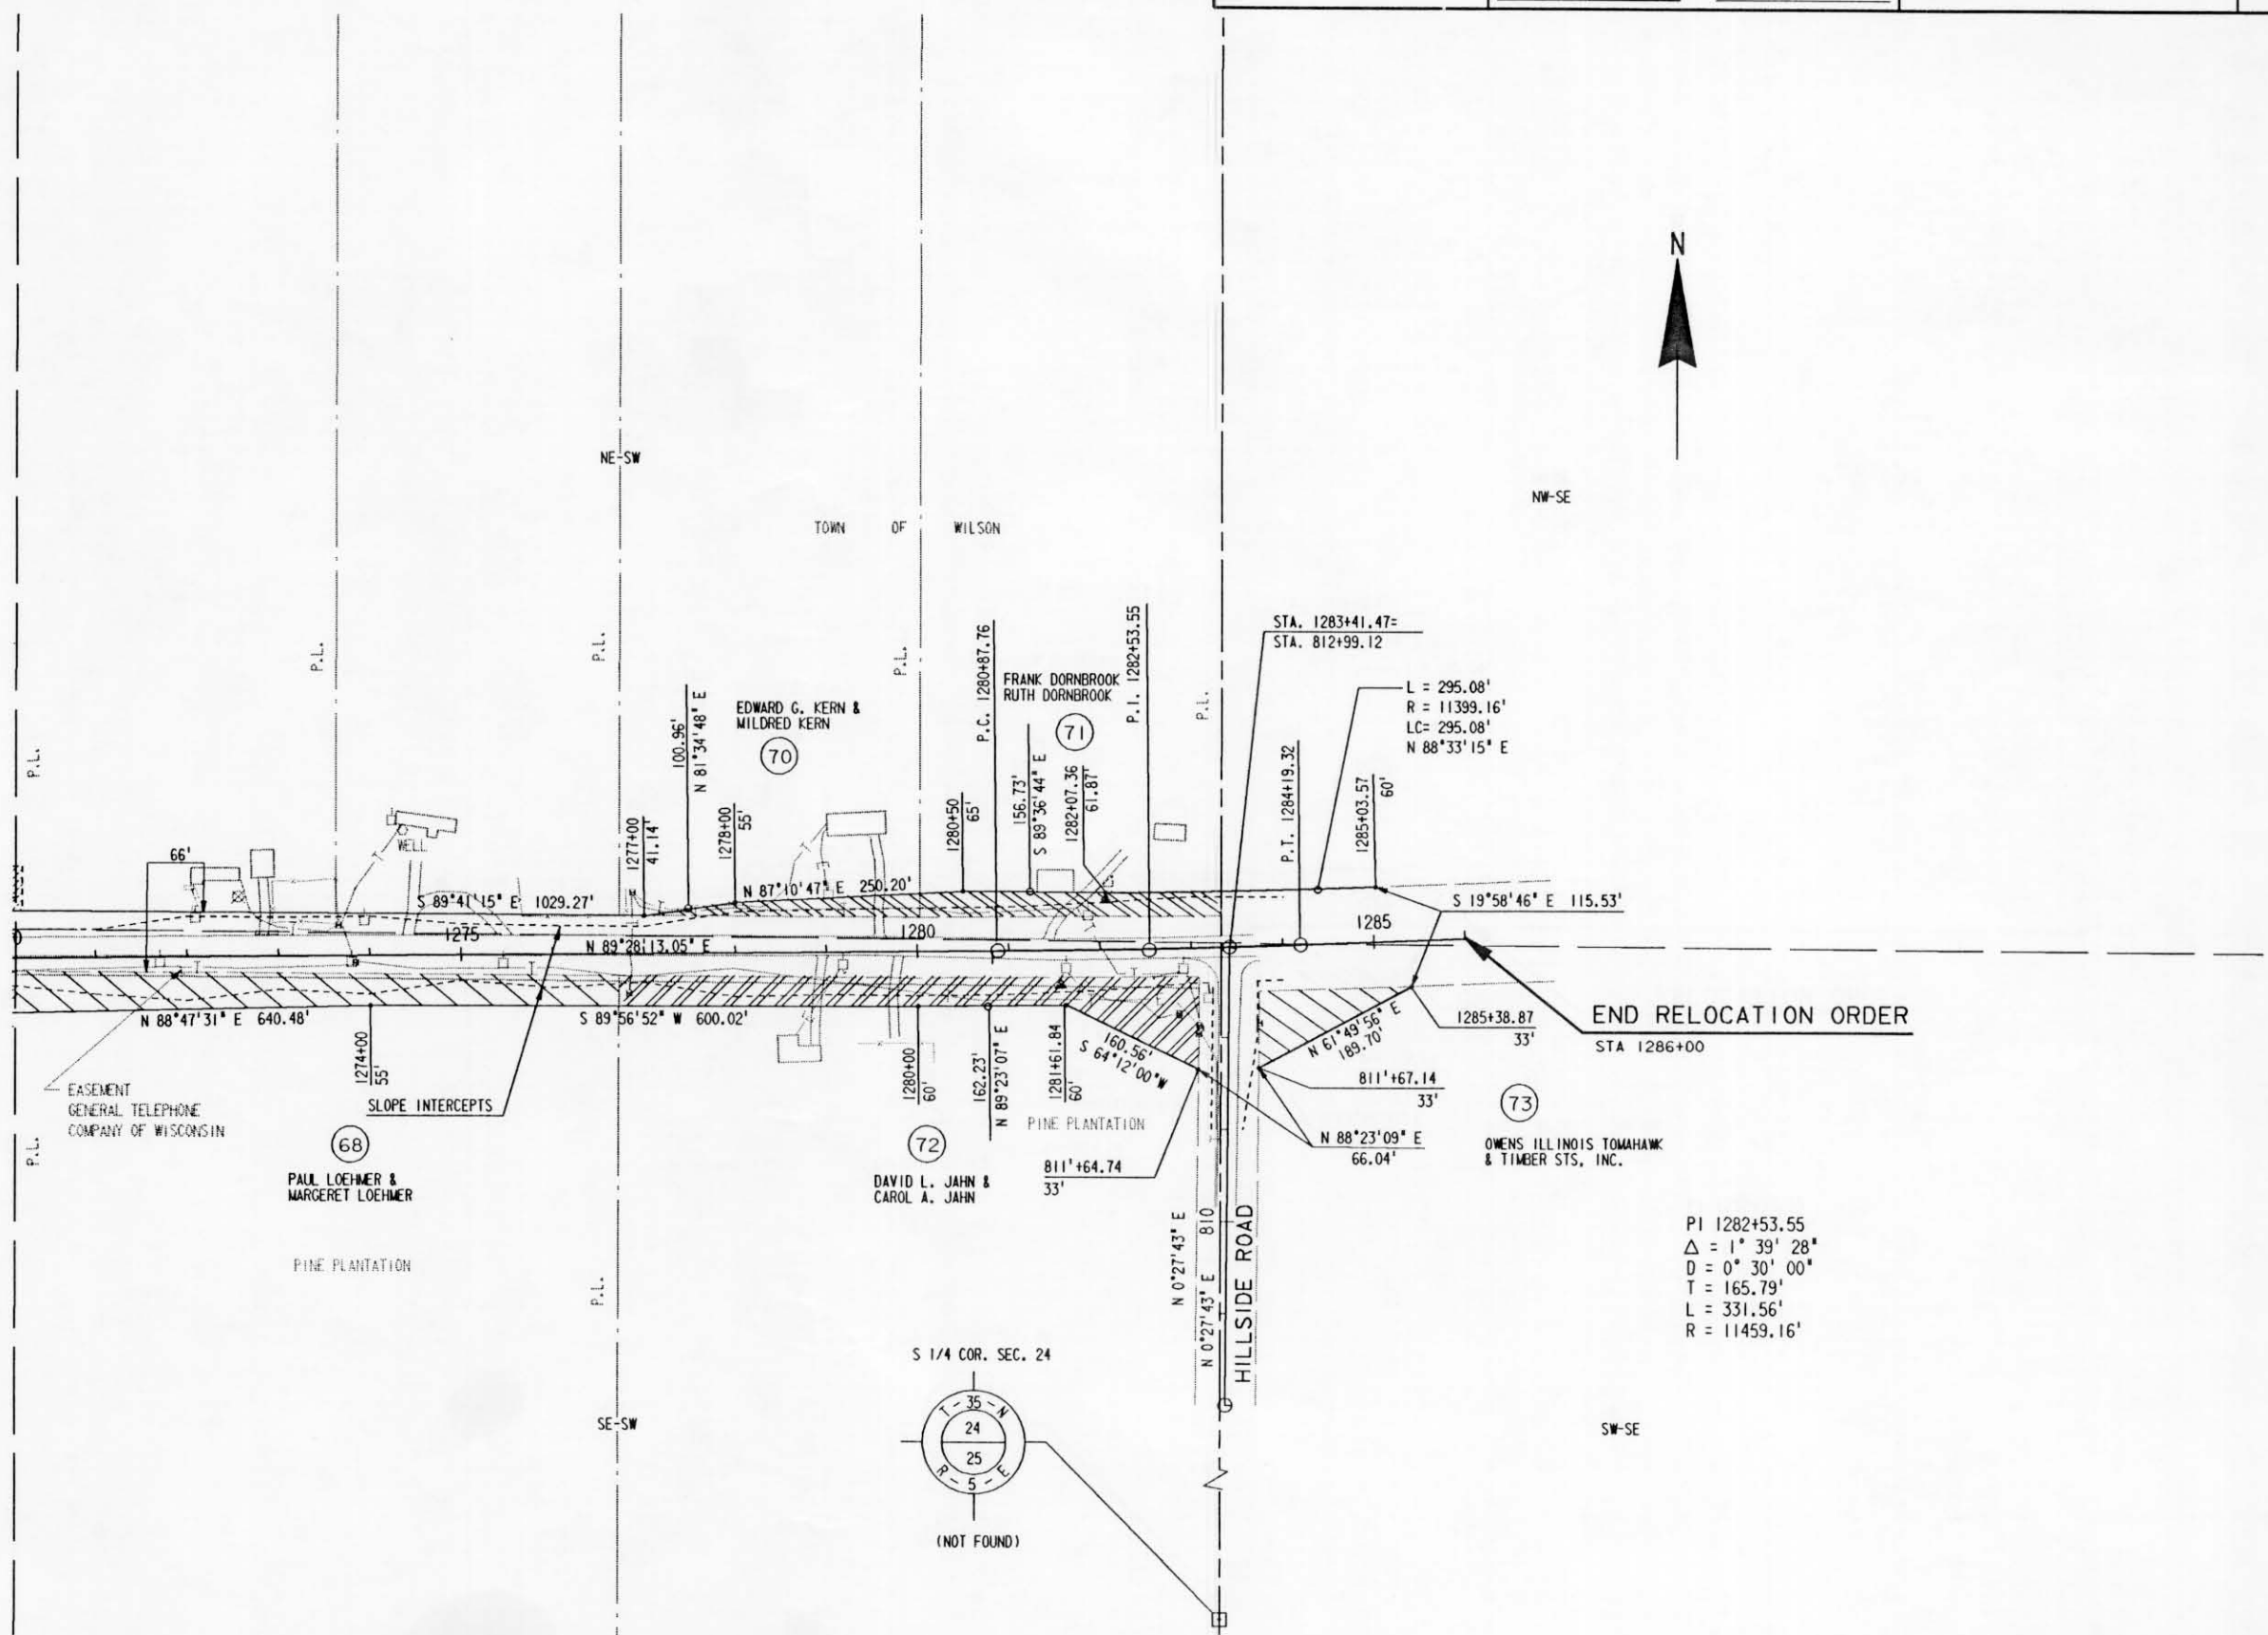 N
NE-SW
NW-SE
TOWN OF WILSON
P.L.
P.L.
P.L.
P.L.
P.L.
P.C. 1280+87.76
P.I. 1282+53.55
STA. 1283+41.47=
STA. 812+99.12
FRANK DORNBROOK
RUTH DORNBROOK
71
EDWARD G. KERN &
MILDRED KERN
70
100.96'
N 81°34'48" E
L = 295.08'
R = 11399.16'
LC= 295.08'
N 88°33'15" E
1277+00
41.14'
1278+00
55'
1280+50
65'
156.73'
S 89°36'44" E
1282+07.36
61.87'
P.T. 1284+19.32
1285+03.57
60'
WELL
66'
S 89°41'15" E 1029.27'
N 87°10'47" E 250.20'
S 19°58'46" E 115.53'
1275
1280
1285
N 89°28'13.05" E
N 88°47'31" E 640.48'
S 89°56'52" W 600.02'
1274+00
55'
1280+00
60'
162.23'
N 89°23'07" E
1281+61.84
60'
160.56'
S 64°12'00" W
N 61°49'56" E
189.70'
1285+38.87
33'
END RELOCATION ORDER
STA 1286+00
EASEMENT
GENERAL TELEPHONE
COMPANY OF WISCONSIN
SLOPE INTERCEPTS
811'+67.14
33'
N 88°23'09" E
66.04'
PINE PLANTATION
811'+64.74
33'
P.L.
68
PAUL LOEHMER &
MARGERET LOEHMER
72
DAVID L. JAHN &
CAROL A. JAHN
73
OWENS ILLINOIS TOMAHAWK
& TIMBER STS, INC.
PINE PLANTATION
P.L.
N 0°27'43" E
N 0°27'43" E
810
HILLSIDE ROAD
PI 1282+53.55
Δ = 1° 39' 28"
D = 0° 30' 00"
T = 165.79'
L = 331.56'
R = 11459.16'
S 1/4 COR. SEC. 24
T-35-N
24
25
R-5-E
(NOT FOUND)
SE-SW
SW-SE